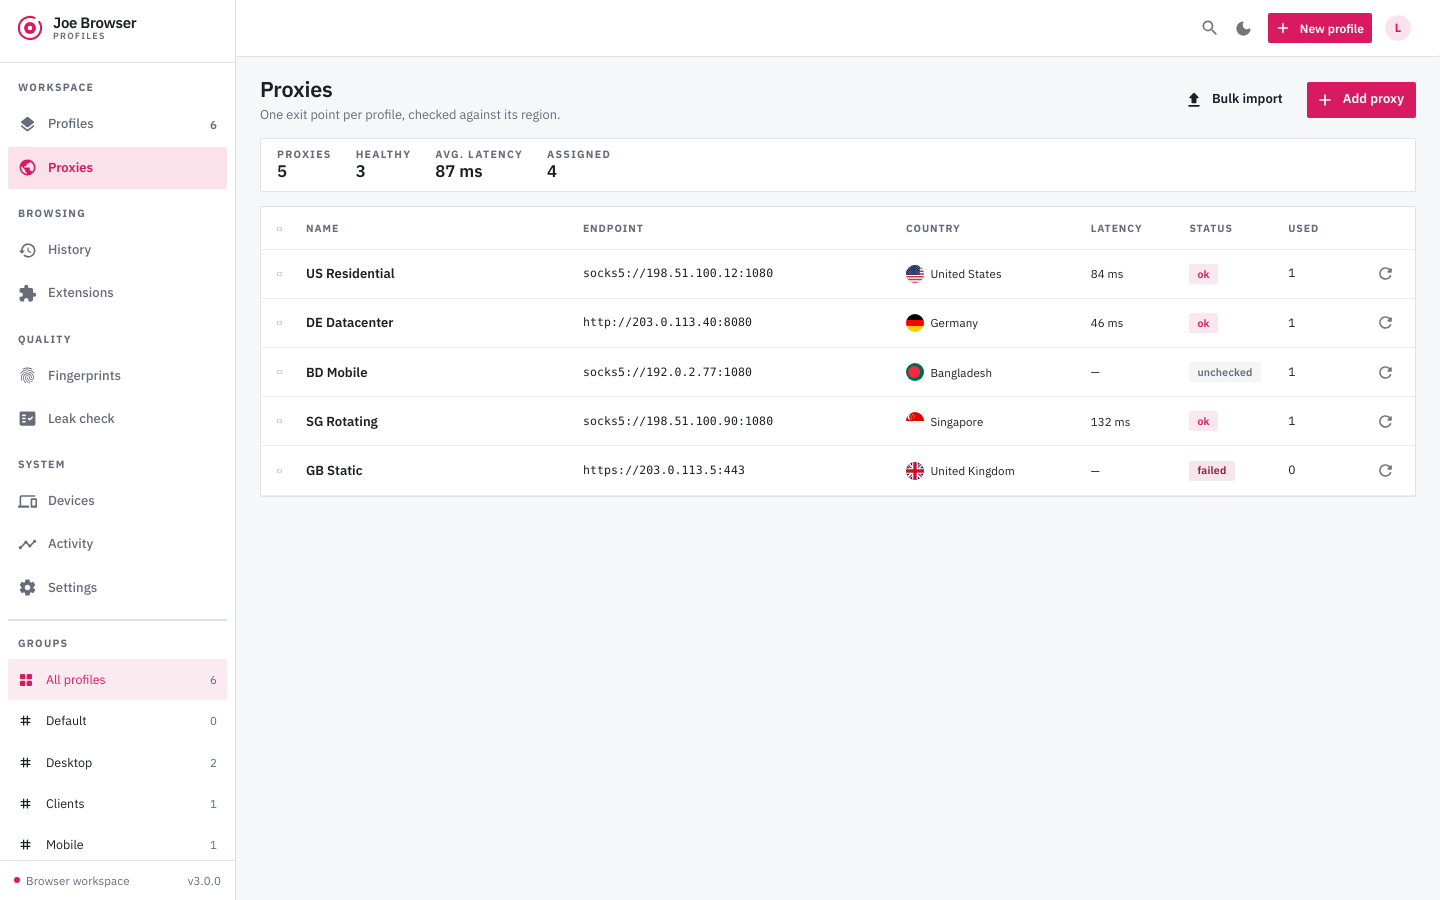 Joe Browser
PROFILES
New profile
L
WORKSPACE
Profiles 6
Proxies
BROWSING
History
Extensions
QUALITY
Fingerprints
Leak check
SYSTEM
Devices
Activity
Settings
GROUPS
All profiles 6
Default 0
Desktop 2
Clients 1
Mobile 1
Browser workspace v3.0.0
Proxies
One exit point per profile, checked against its region.
Bulk import
Add proxy
PROXIES HEALTHY AVG. LATENCY ASSIGNED
5 3 87 ms 4
NAME ENDPOINT COUNTRY LATENCY STATUS USED
US Residential socks5://198.51.100.12:1080 United States 84 ms ok 1
DE Datacenter http://203.0.113.40:8080 Germany 46 ms ok 1
BD Mobile socks5://192.0.2.77:1080 Bangladesh — unchecked 1
SG Rotating socks5://198.51.100.90:1080 Singapore 132 ms ok 1
GB Static https://203.0.113.5:443 United Kingdom — failed 0